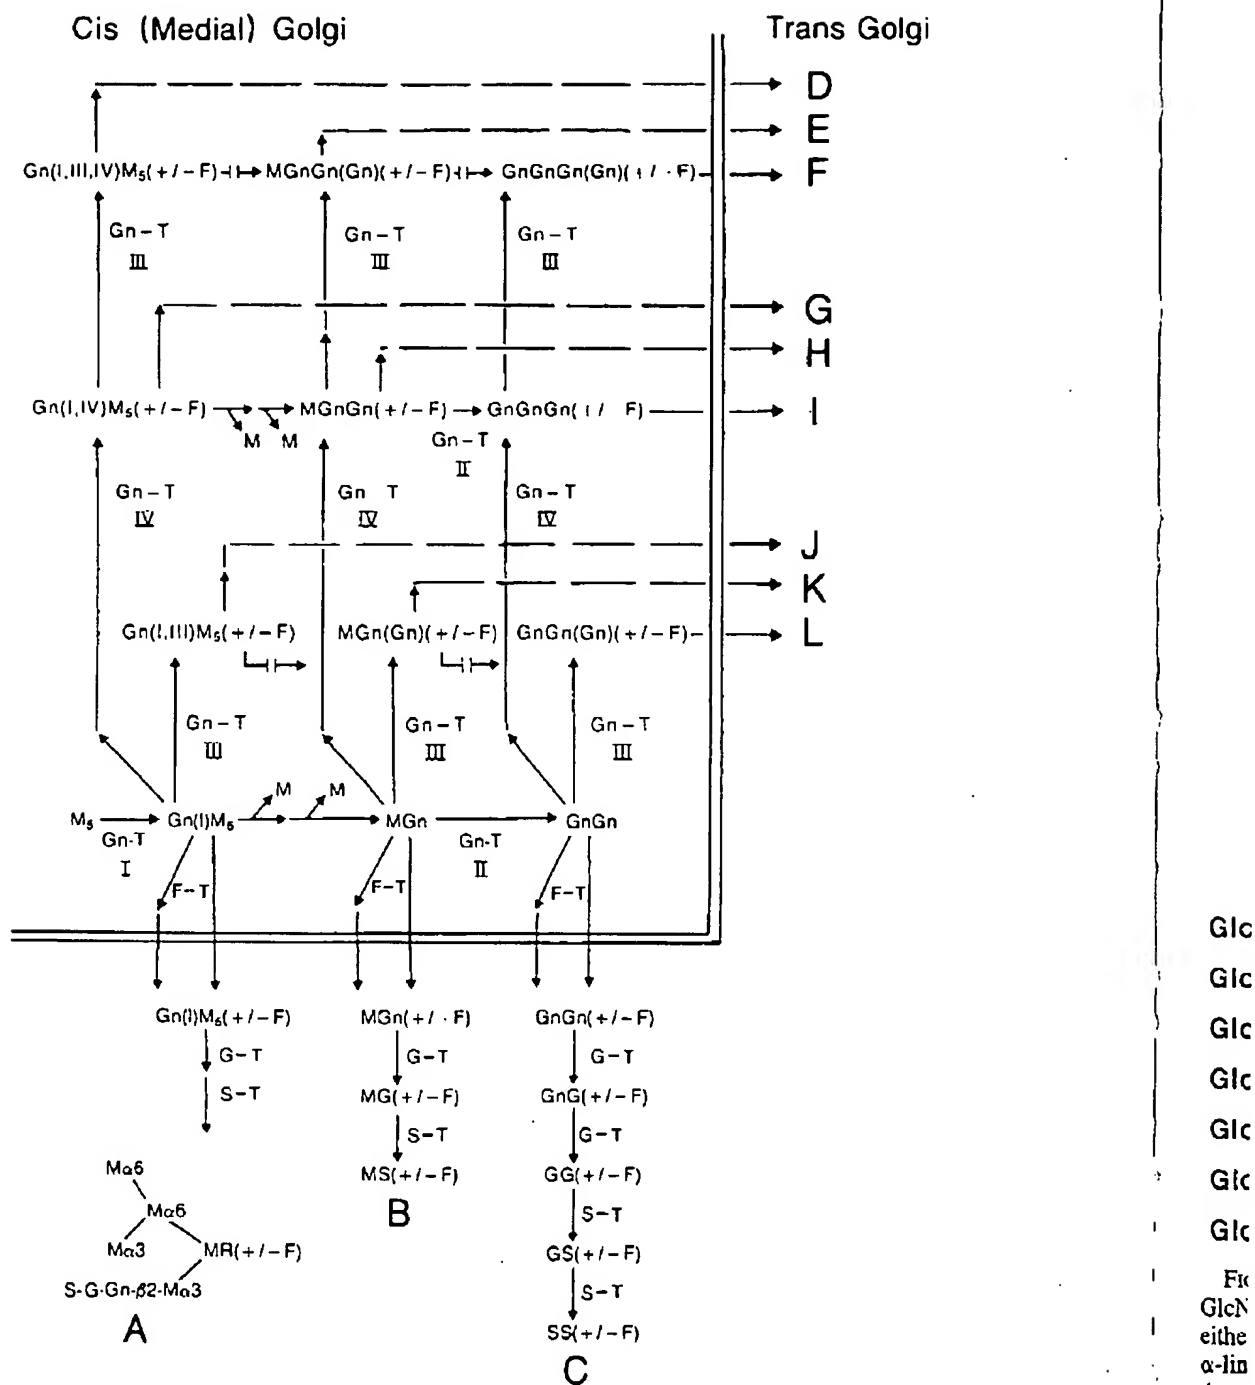 Cis (Medial) Golgi
Trans Golgi
D
E
Gn(I,III,IV)M5(+/-F)
MGnGn(Gn)(+/-F)
GnGnGn(Gn)(+/-F)
F
Gn-T
III
Gn-T
III
Gn-T
III
G
H
Gn(I,IV)M5(+/-F)
M
M
MGnGn(+/-F)
Gn-T
II
GnGnGn(+/ F)
I
Gn-T
IV
Gn T
IV
Gn-T
IV
J
K
Gn(I,III)M5(+/-F)
MGn(Gn)(+/-F)
GnGn(Gn)(+/-F)
L
Gn-T
III
Gn-T
III
Gn-T
III
M5
Gn-T
I
Gn(I)M5
M
M
MGn
Gn-T
II
GnGn
F-T
F-T
F-T
Gn(I)M5(+/-F)
MGn(+/-F)
GnGn(+/-F)
G-T
G-T
G-T
S-T
MG(+/-F)
GnG(+/-F)
S-T
G-T
MS(+/-F)
GG(+/-F)
B
S-T
GS(+/-F)
S-T
SS(+/-F)
C
Mα6
Mα6
Mα3
MR(+/-F)
S-G-Gn-β2-Mα3
A
Glc
Glc
Glc
Glc
Glc
Glc
Glc
GlcN
eithe
α-lin